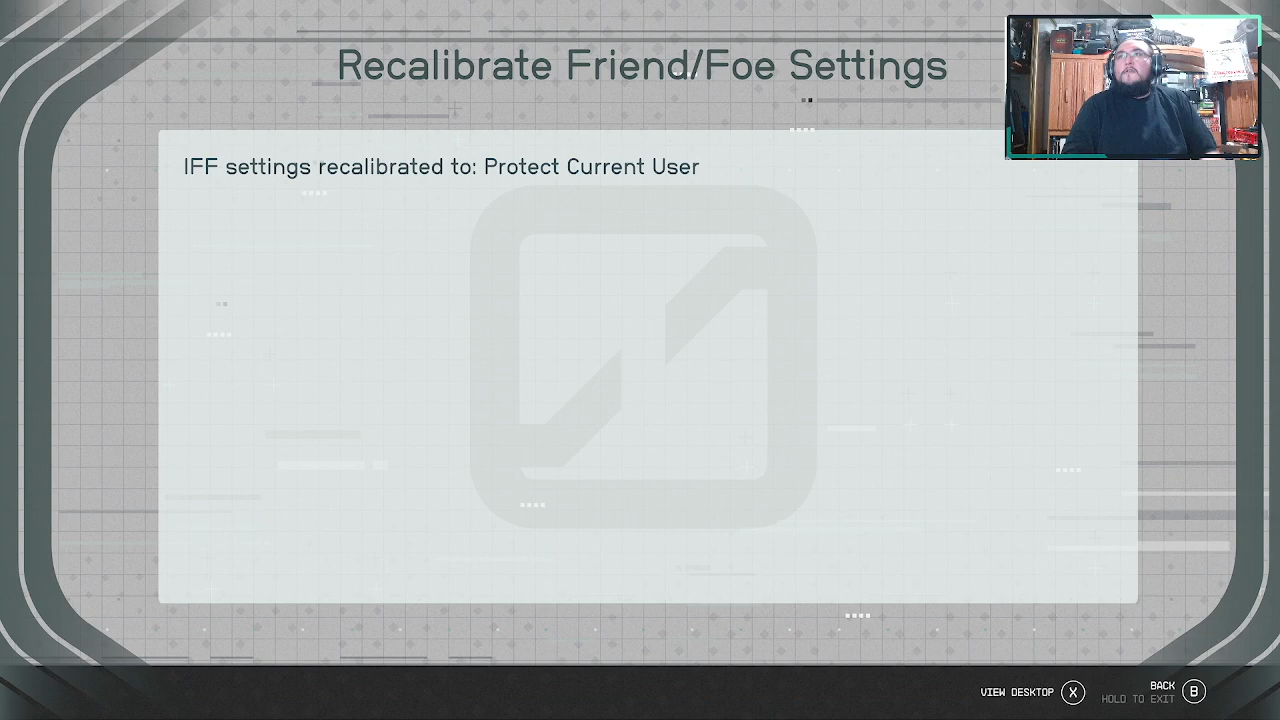 Recalibrate Friend/Foe Settings
IFF settings recalibrated to: Protect Current User
VIEW DESKTOP X
BACK B
HOLD TO EXIT